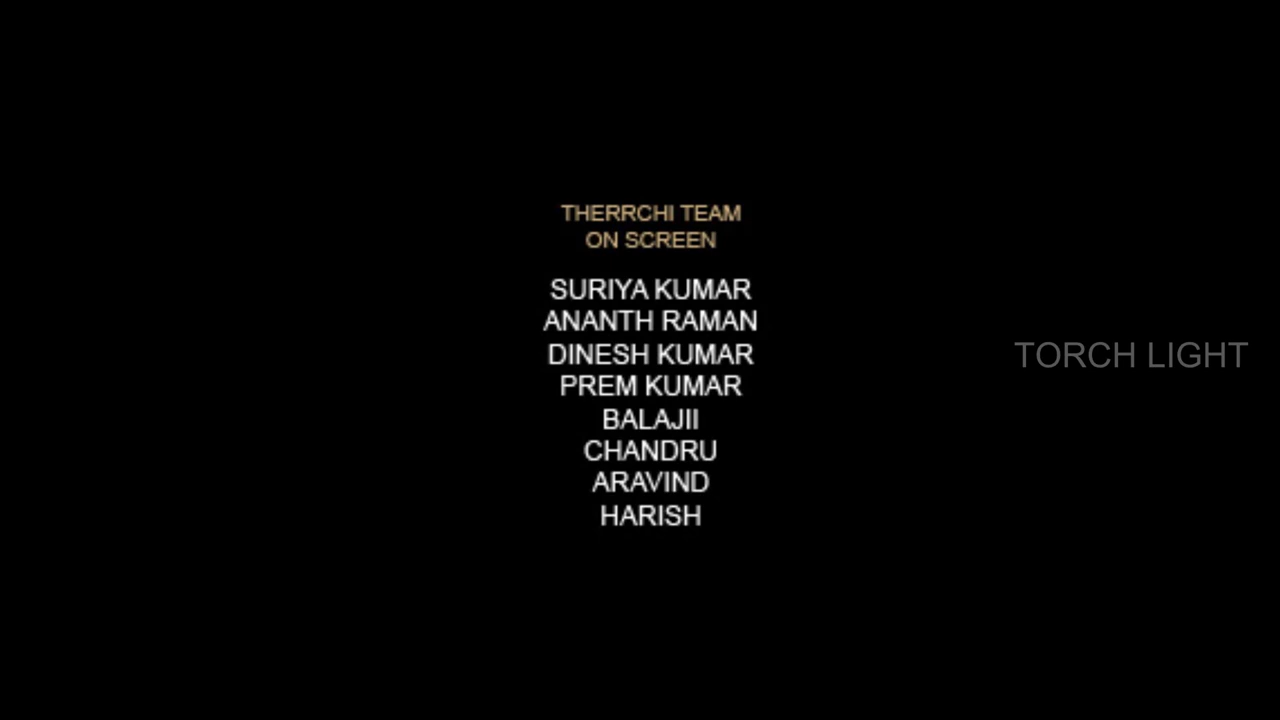 THERRCHI TEAM
ON SCREEN
SURIYA KUMAR
ANANTH RAMAN
DINESH KUMAR
PREM KUMAR
BALAJII
CHANDRU
ARAVIND
HARISH
TORCH LIGHT